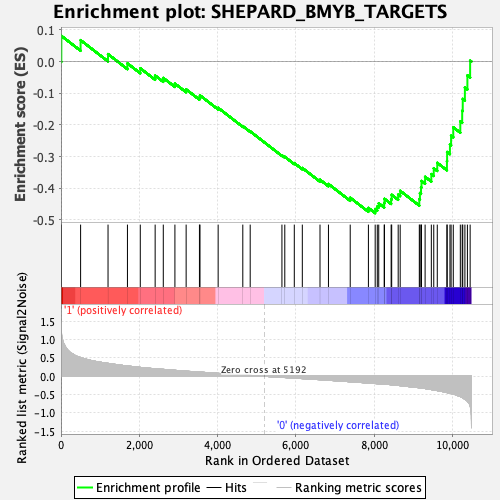 Enrichment plot: SHEPARD_BMYB_TARGETS
Enrichment score (ES)
0.1
0.0
-0.1
-0.2
-0.3
-0.4
-0.5
'1' (positively correlated)
Ranked list metric (Signal2Noise)
1.5
1.0
0.5
0.0
-0.5
-1.0
-1.5
Zero cross at 5192
'0' (negatively correlated)
0 2,000 4,000 6,000 8,000 10,000
Rank in Ordered Dataset
Enrichment profile Hits Ranking metric scores